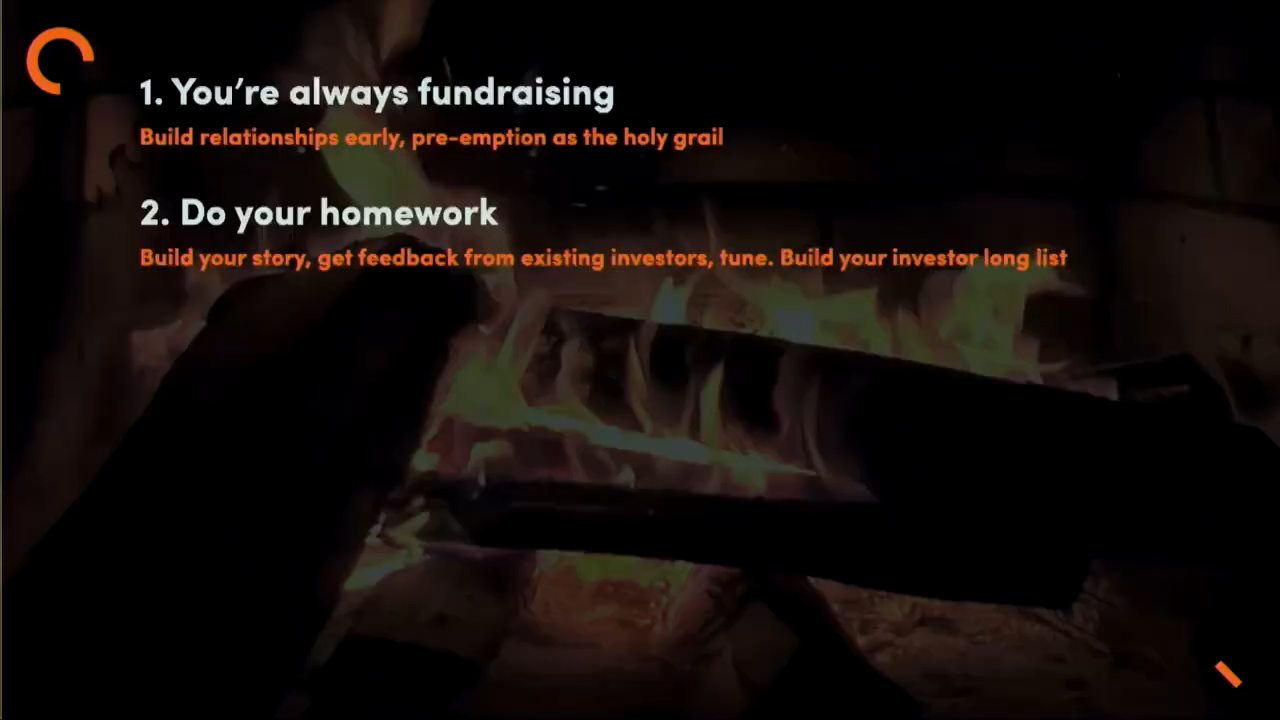 1. You’re always fundraising
Build relationships early, pre-emption as the holy grail
2. Do your homework
Build your story, get feedback from existing investors, tune. Build your investor long list